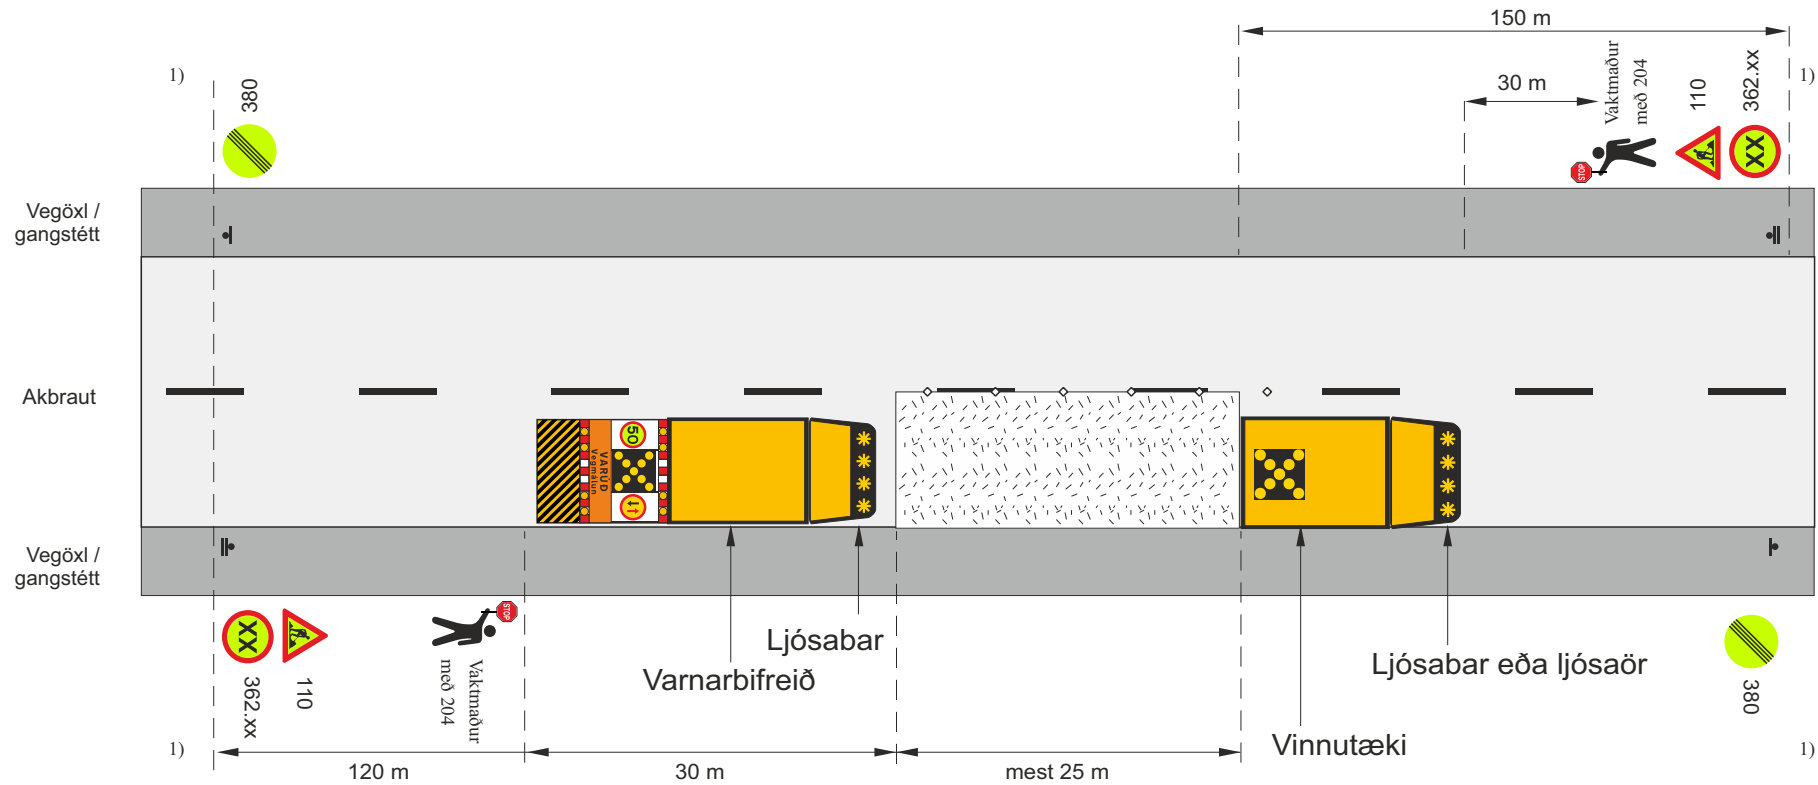 150 m
1)
380
30 m
Vaktmaður
með 204
110
362.xx
1)
STOP
XX
Vegöxl /
gangstétt
Akbraut
50
VARÚÐ
Vegmálun
Vegöxl /
gangstétt
XX
STOP
362.xx
110
Vaktmaður
með 204
Ljósabar
Varnarbifreið
Ljósabar eða ljósaör
380
Vinnutæki
1)
1)
120 m
30 m
mest 25 m